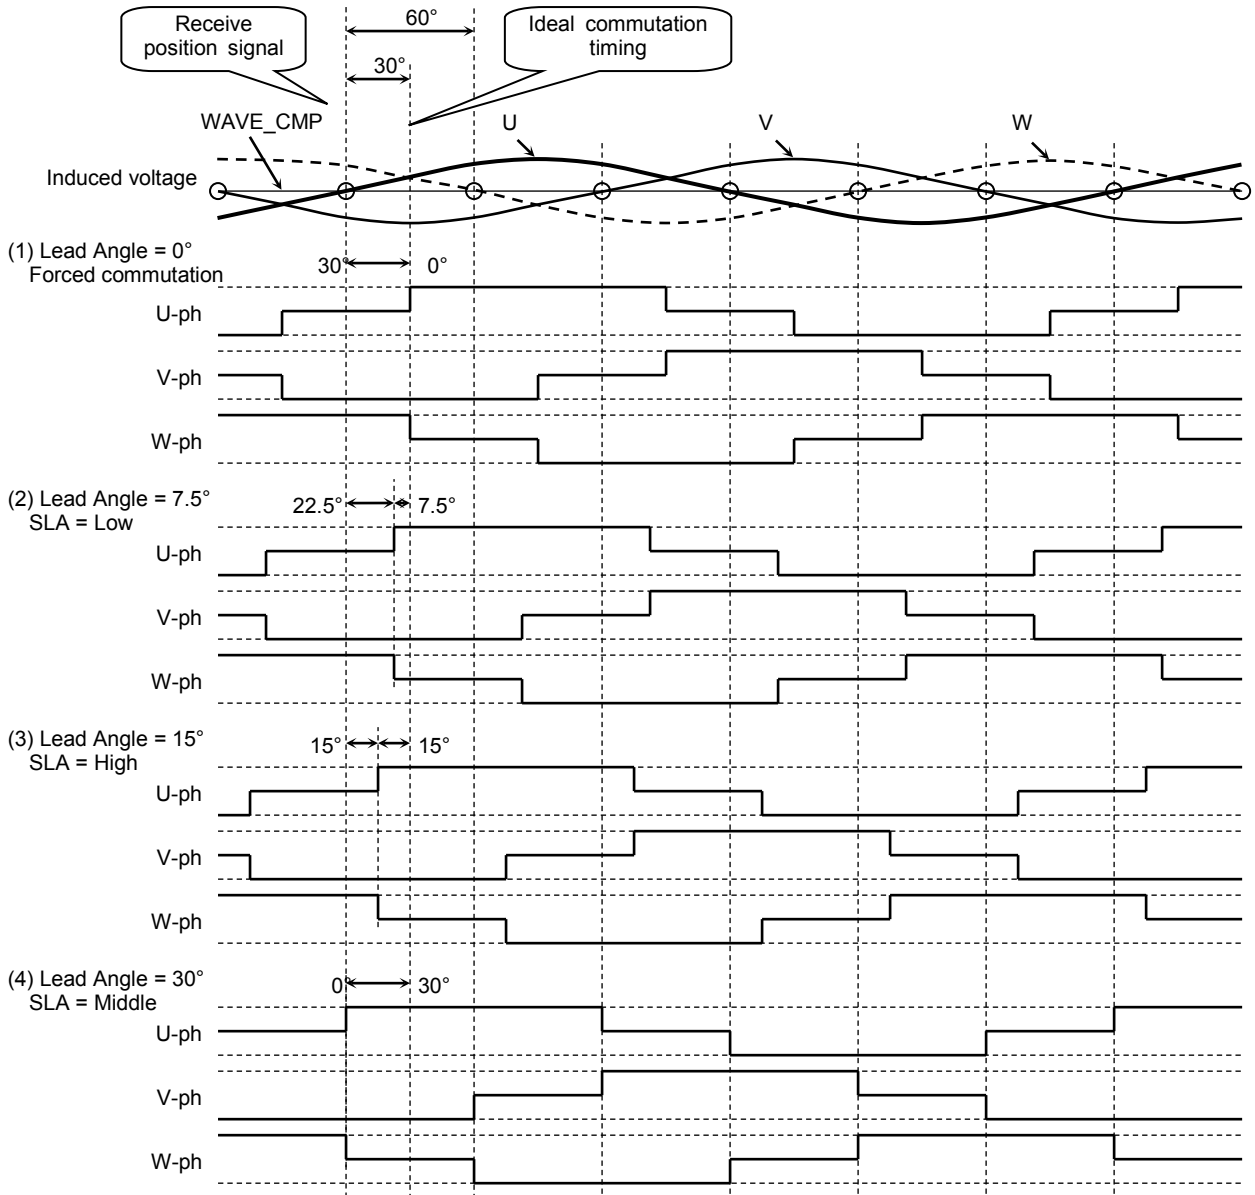 Receive
position signal
60°
Ideal commutation
timing
30°
WAVE_CMP
U
V
W
Induced voltage
(1) Lead Angle = 0°
Forced commutation
30°
0°
U-ph
V-ph
W-ph
(2) Lead Angle = 7.5°
SLA = Low
22.5°
7.5°
U-ph
V-ph
W-ph
(3) Lead Angle = 15°
SLA = High
15°
15°
U-ph
V-ph
W-ph
(4) Lead Angle = 30°
SLA = Middle
0°
30°
U-ph
V-ph
W-ph